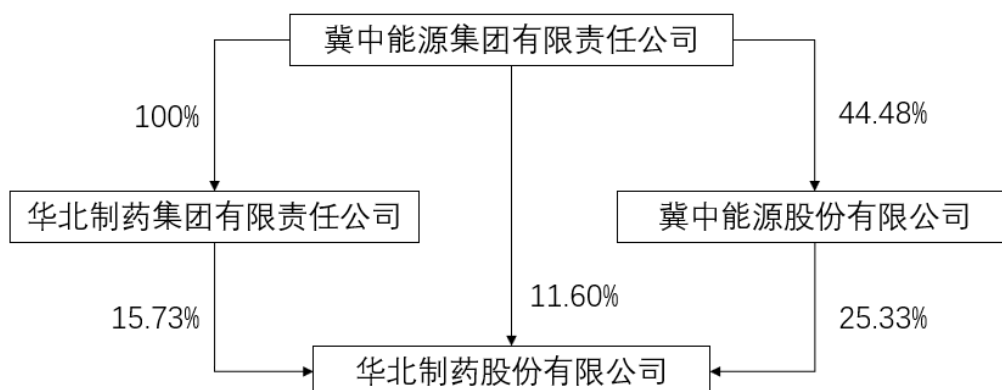 冀中能源集团有限责任公司
100%
44.48%
华北制药集团有限责任公司
冀中能源股份有限公司
15.73%
11.60%
25.33%
华北制药股份有限公司